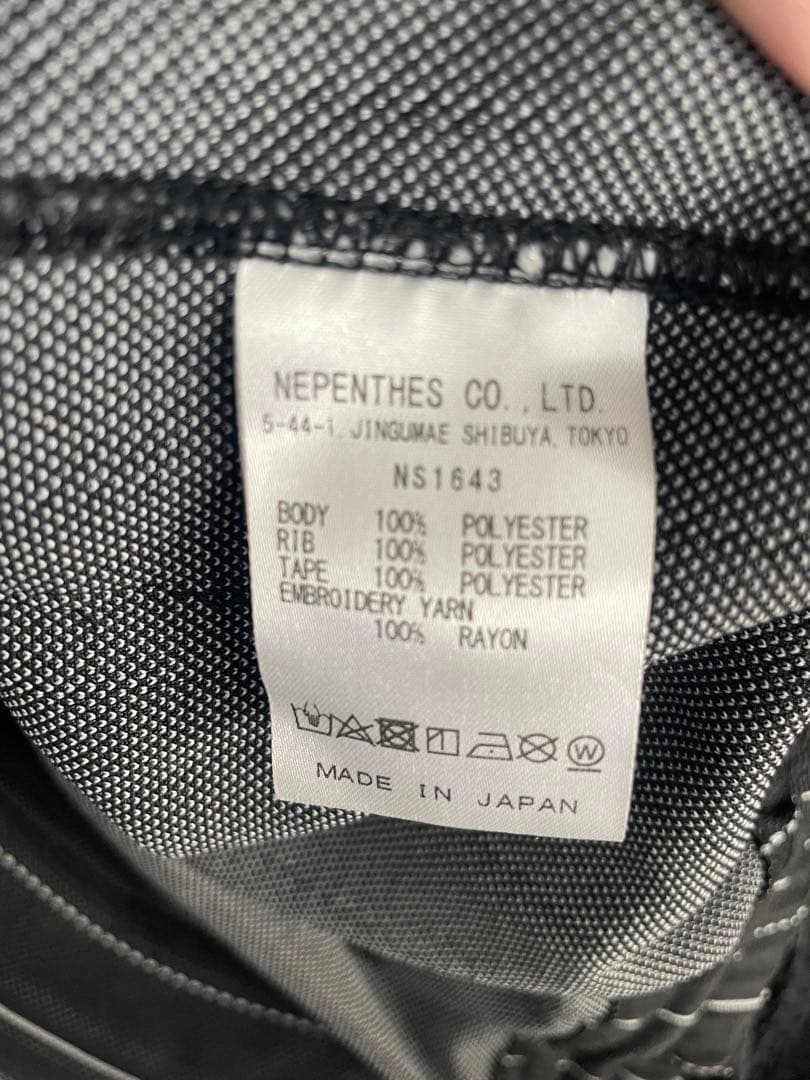 NEPENTHES CO.,LTD.
5-44-1, JINGUMAE SHIBUYA, TOKYO
NS1643
BODY 100% POLYESTER
RIB 100% POLYESTER
TAPE 100% POLYESTER
EMBROIDERY YARN
100% RAYON
W
MADE IN JAPAN